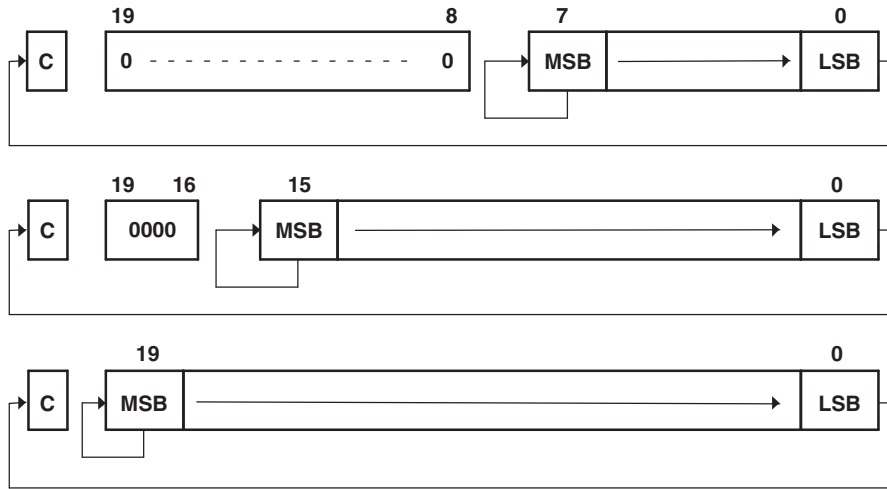 19 8 7 0
C 0 - - - - - - - - - - - - - - - 0 MSB LSB
19 16 15 0
C 0000 MSB LSB
19 0
C MSB LSB